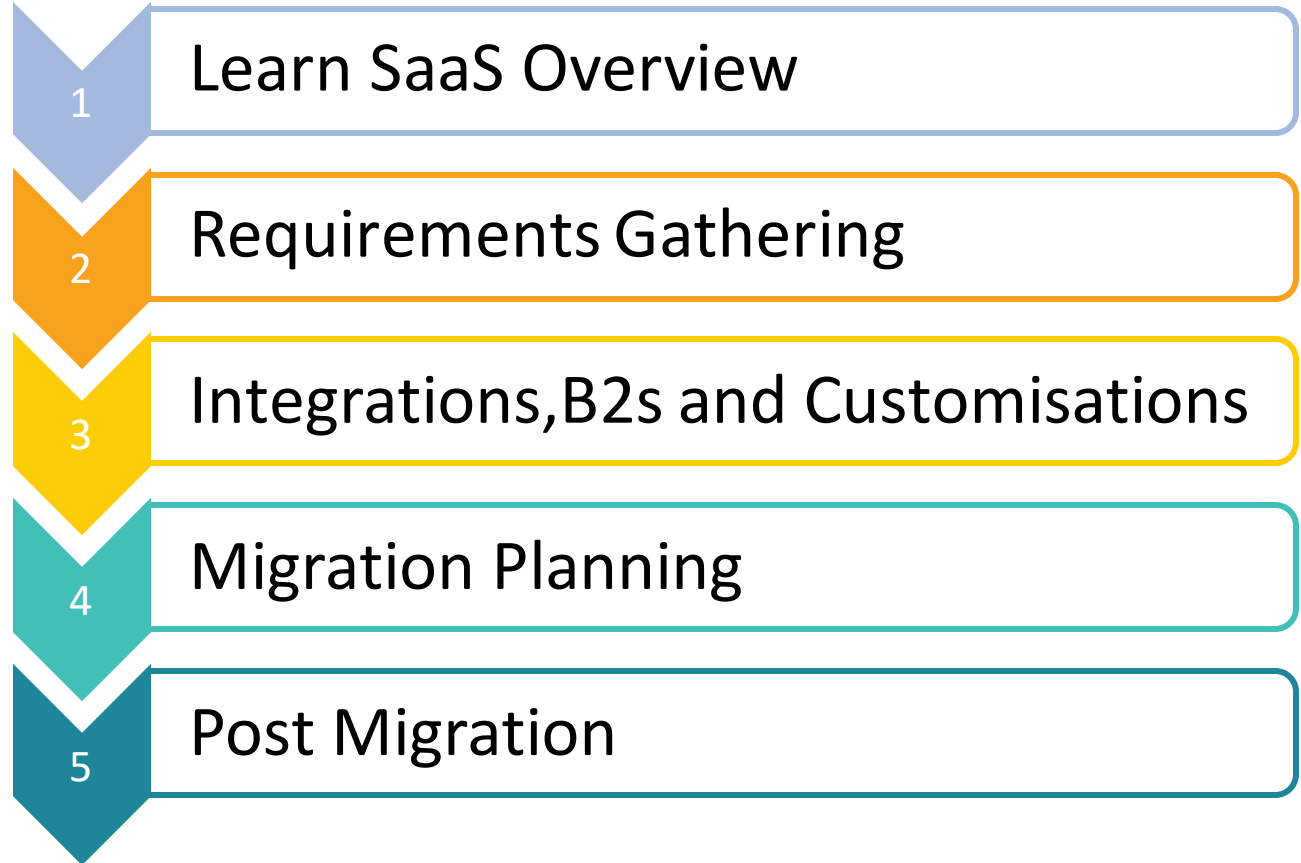 1
Learn SaaS Overview
2
Requirements Gathering
3
Integrations,B2s and Customisations
4
Migration Planning
5
Post Migration